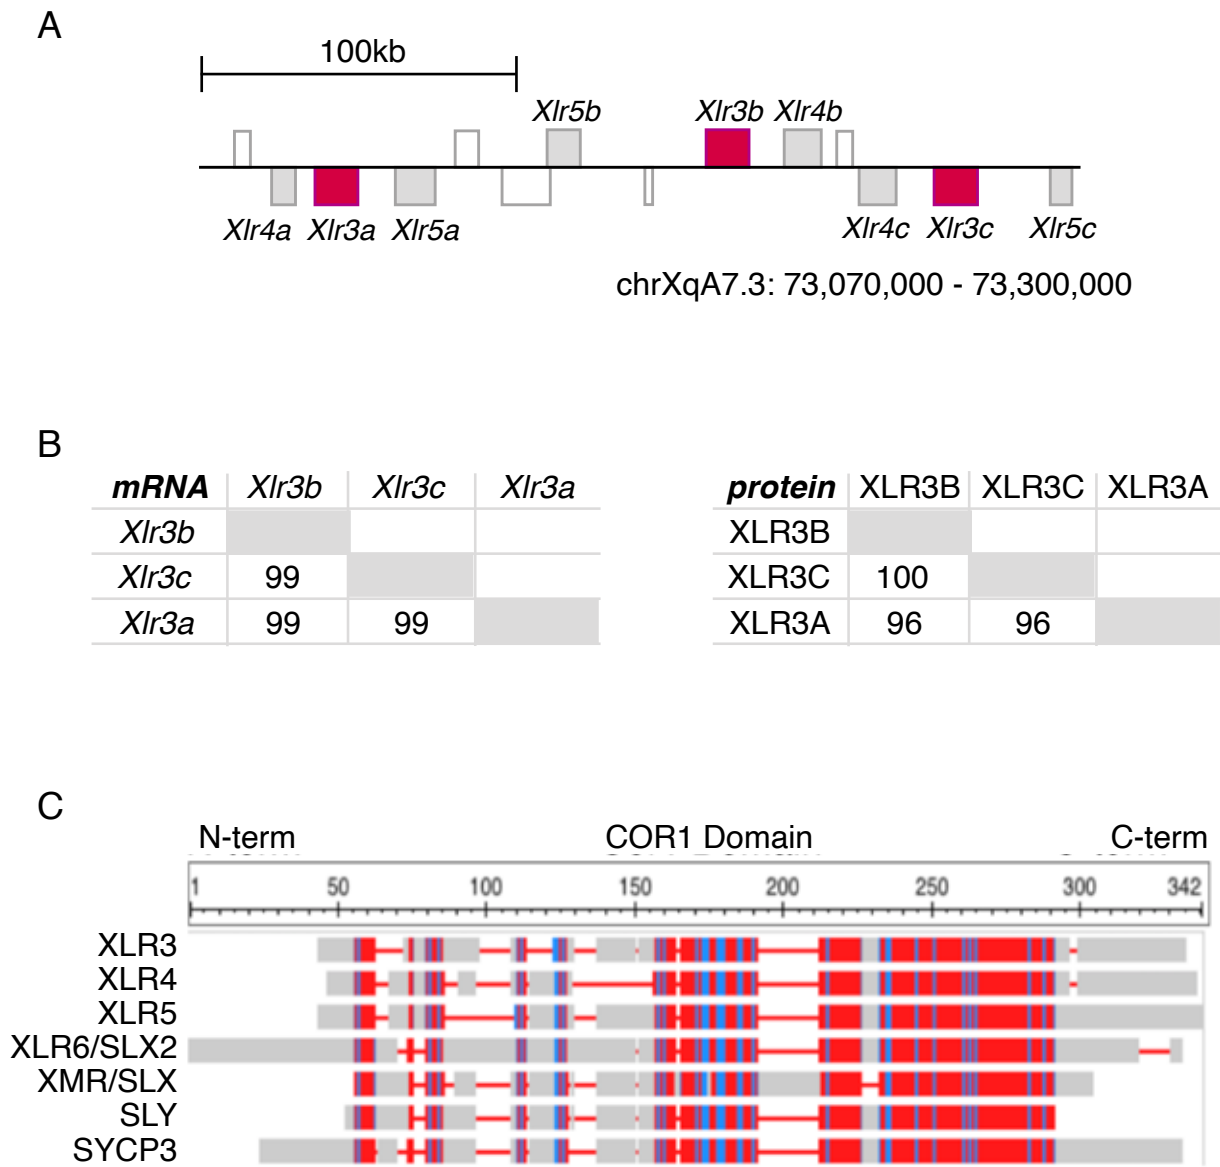 A
100kb
Xlr5b Xlr3b Xlr4b
Xlr4a Xlr3a Xlr5a Xlr4c Xlr3c Xlr5c
chrXqA7.3: 73,070,000 - 73,300,000
B
mRNA Xlr3b Xlr3c Xlr3a
Xlr3b
Xlr3c 99
Xlr3a 99 99
protein XLR3B XLR3C XLR3A
XLR3B
XLR3C 100
XLR3A 96 96
C
N-term COR1 Domain C-term
1 50 100 150 200 250 300 342
XLR3
XLR4
XLR5
XLR6/SLX2
XMR/SLX
SLY
SYCP3